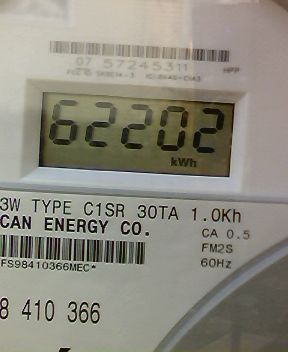 07 57245311
62202
kWh
3W TYPE C1SR 30TA 1.0Kh
CAN ENERGY CO.
CA 0.5
FM2S
60Hz
FS98410366MEC*
8 410 366